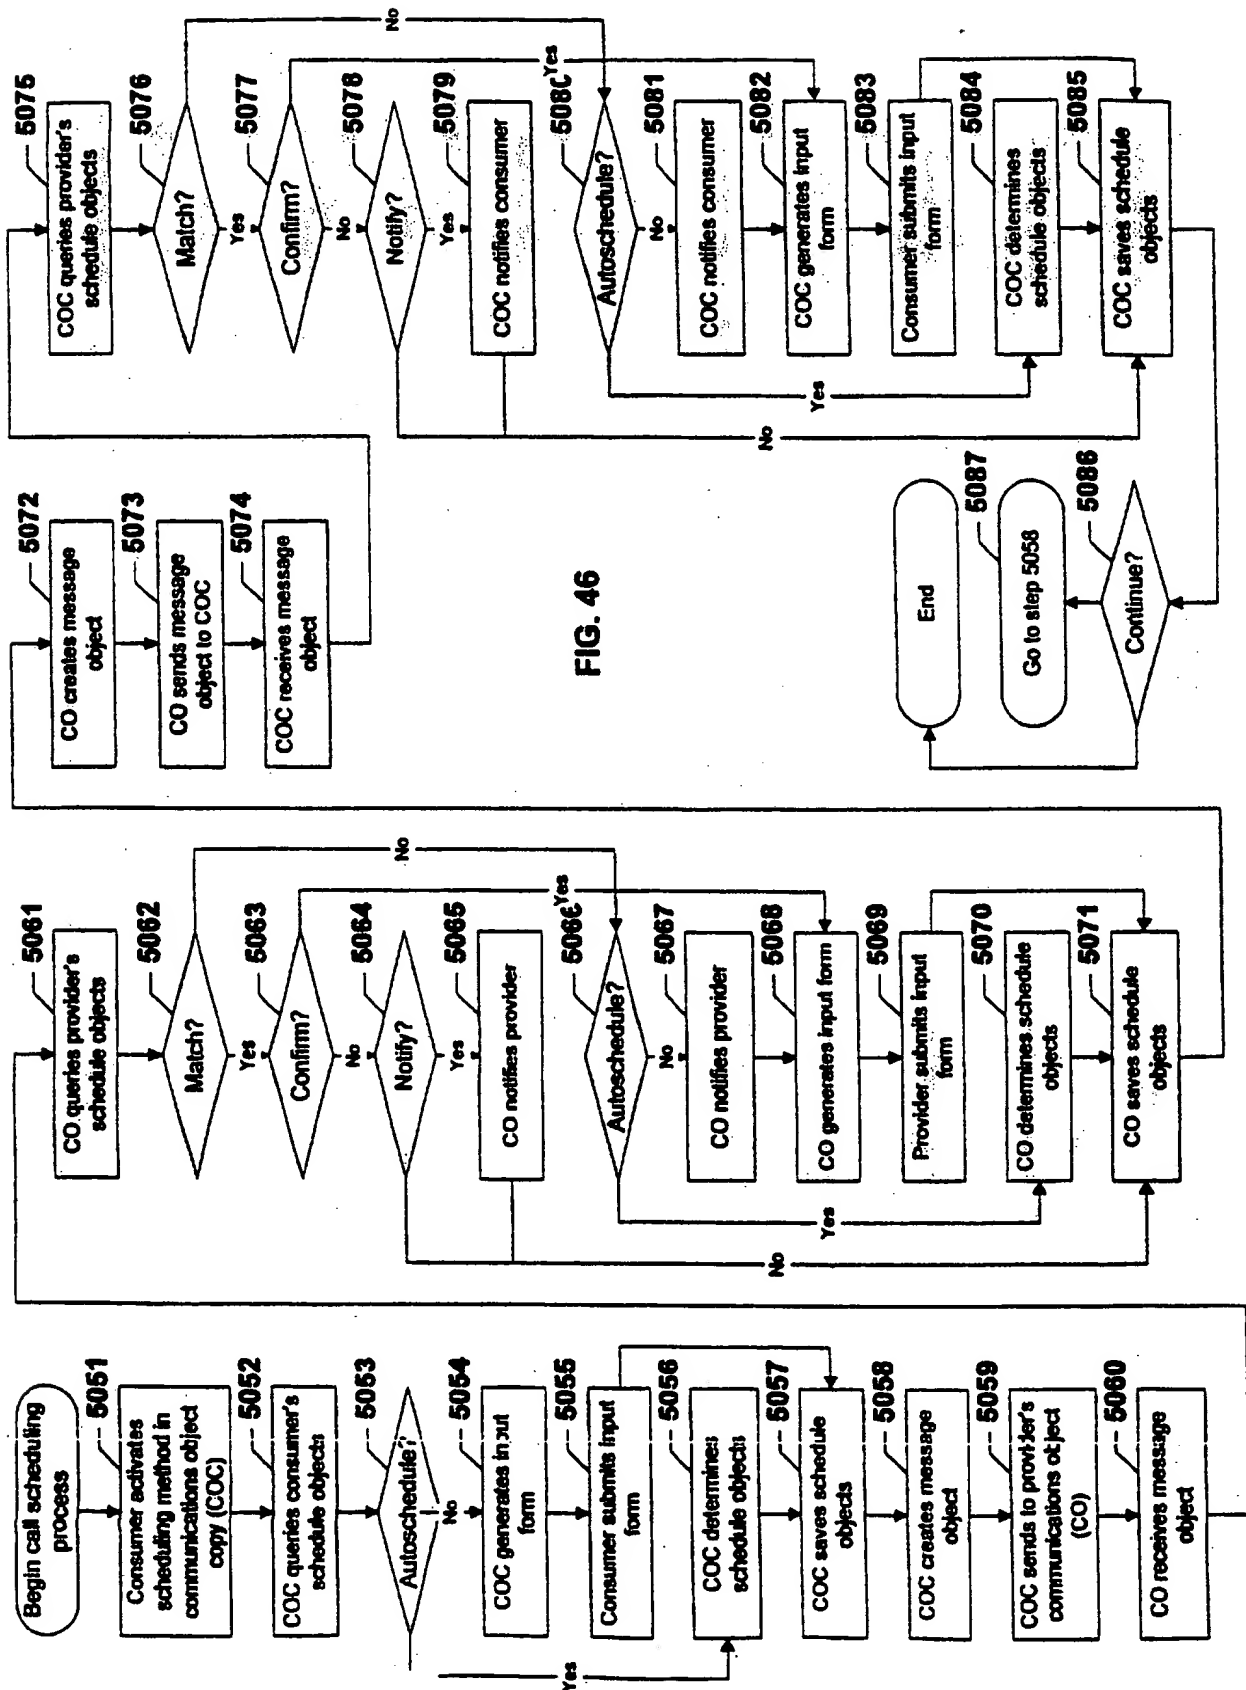 Begin call scheduling
process
5051
Consumer activates
scheduling method in
communications object
copy (COC)
5052
COC queries consumer's
schedule objects
5053
Autoschedule?
No
Yes
5054
COC generates input
form
5055
Consumer submits input
form
5056
COC determines
schedule objects
5057
COC saves schedule
objects
5058
COC creates message
object
5059
COC sends to provider's
communications object
(CO)
5060
CO receives message
object
5061
CO queries provider's
schedule objects
5062
Match?
Yes
No
5063
Confirm?
No
Yes
5064
Notify?
Yes
No
5065
CO notifies provider
5066
Autoschedule?
No
Yes
5067
CO notifies provider
5068
CO generates input form
5069
Provider submits input
form
5070
CO determines schedule
objects
5071
CO saves schedule
objects
5072
CO creates message
object
5073
CO sends message
object to COC
5074
COC receives message
object
FIG. 46
5075
COC queries provider's
schedule objects
5076
Match?
Yes
No
5077
Confirm?
No
Yes
5078
Notify?
Yes
No
5079
COC notifies consumer
5080
Autoschedule?
No
Yes
5081
COC notifies consumer
5082
COC generates input
form
5083
Consumer submits input
form
5084
COC determines
schedule objects
5085
COC saves schedule
objects
5086
Continue?
5087
Go to step 5058
End